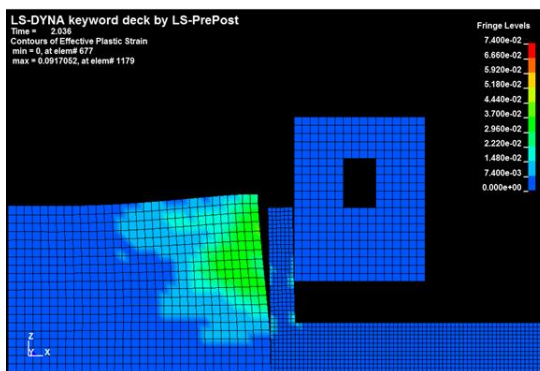 LS-DYNA keyword deck by LS-PrePost
Time = 2.036
Contours of Effective Plastic Strain
min = 0, at elem# 677
max = 0.0917052, at elem# 1179
Fringe Levels
7.400e-02
6.660e-02
5.920e-02
5.180e-02
4.440e-02
3.700e-02
2.960e-02
2.220e-02
1.480e-02
7.400e-03
0.000e+00
Z
Y X